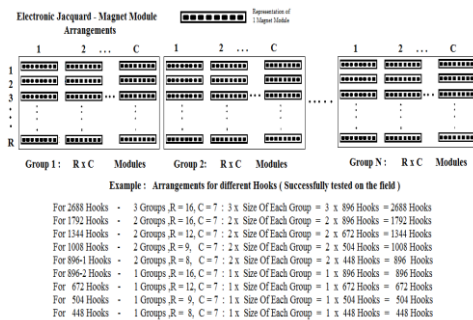 Electronic Jacquard - Magnet Module
Arrangements
Representation of
1 Magnet Module
1 2 ... C 1 2 ... C 1 2 ... C
1
2
3
R
Group 1 : R x C Modules Group 2: R x C Modules Group N : R x C Modules
Example : Arrangements for different Hooks ( Successfully tested on the field )
For 2688 Hooks - 3 Groups ,R = 16, C = 7 : 3 x Size Of Each Group = 3 x 896 Hooks = 2688 Hooks
For 1792 Hooks - 2 Groups ,R = 16, C = 7 : 2 x Size Of Each Group = 2 x 896 Hooks = 1792 Hooks
For 1344 Hooks - 2 Groups ,R = 12, C = 7 : 2 x Size Of Each Group = 2 x 672 Hooks = 1344 Hooks
For 1008 Hooks - 2 Groups ,R = 9, C = 7 : 2 x Size Of Each Group = 2 x 504 Hooks = 1008 Hooks
For 896-1 Hooks - 2 Groups ,R = 8, C = 7 : 2 x Size Of Each Group = 2 x 448 Hooks = 896 Hooks
For 896-2 Hooks - 1 Groups ,R = 16, C = 7 : 1 x Size Of Each Group = 1 x 896 Hooks = 896 Hooks
For 672 Hooks - 1 Groups ,R = 12, C = 7 : 1 x Size Of Each Group = 1 x 672 Hooks = 672 Hooks
For 504 Hooks - 1 Groups ,R = 9, C = 7 : 1 x Size Of Each Group = 1 x 504 Hooks = 504 Hooks
For 448 Hooks - 1 Groups ,R = 8, C = 7 : 1 x Size Of Each Group = 1 x 448 Hooks = 448 Hooks